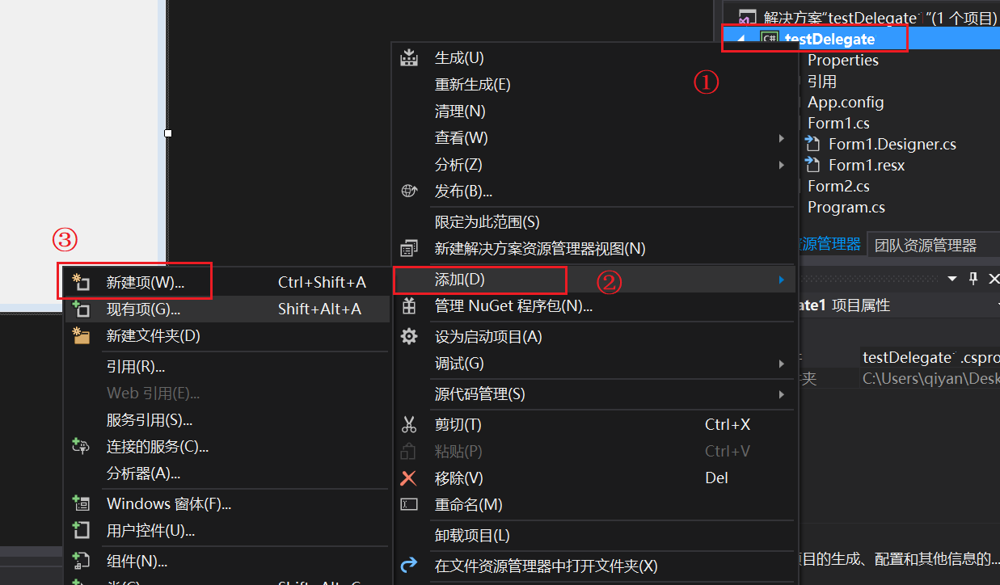 解决方案"testDelegate"(1 个项目)
C# testDelegate
Properties
引用
App.config
Form1.cs
Form1.Designer.cs
Form1.resx
Form2.cs
Program.cs
资源管理器 团队资源管理器
ate1 项目属性
testDelegate .cspro
夹 C:\Users\qiyan\Desk
项目的生成、配置和其他信息的...
①
生成(U)
重新生成(E)
清理(N)
查看(W)
分析(Z)
发布(B)...
限定为此范围(S)
新建解决方案资源管理器视图(N)
添加(D) ②
管理 NuGet 程序包(N)...
设为启动项目(A)
调试(G)
源代码管理(S)
剪切(T) Ctrl+X
粘贴(P) Ctrl+V
移除(V) Del
重命名(M)
卸载项目(L)
在文件资源管理器中打开文件夹(X)
③
新建项(W)... Ctrl+Shift+A
现有项(G)... Shift+Alt+A
新建文件夹(D)
引用(R)...
Web 引用(E)...
服务引用(S)...
连接的服务(C)...
分析器(A)...
Windows 窗体(F)...
用户控件(U)...
组件(N)...
类(C)... Shift+Alt+C